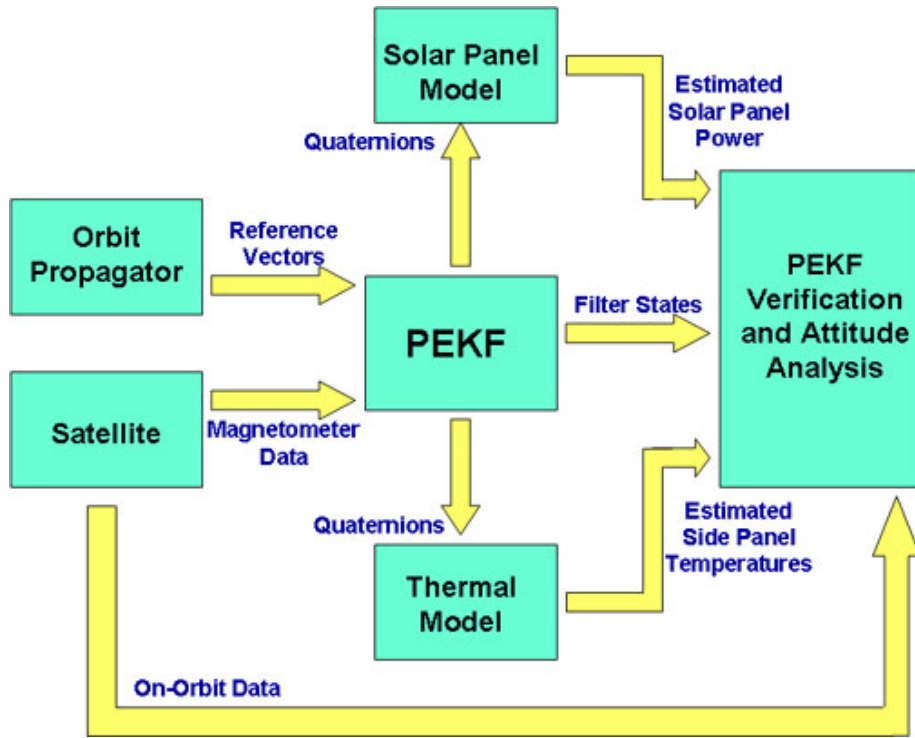 Solar Panel
Model
Estimated
Solar Panel
Power
Quaternions
Orbit
Propagator
Reference
Vectors
PEKF
Filter States
PEKF
Verification
and Attitude
Analysis
Satellite
Magnetometer
Data
Quaternions
Estimated
Side Panel
Temperatures
Thermal
Model
On-Orbit Data